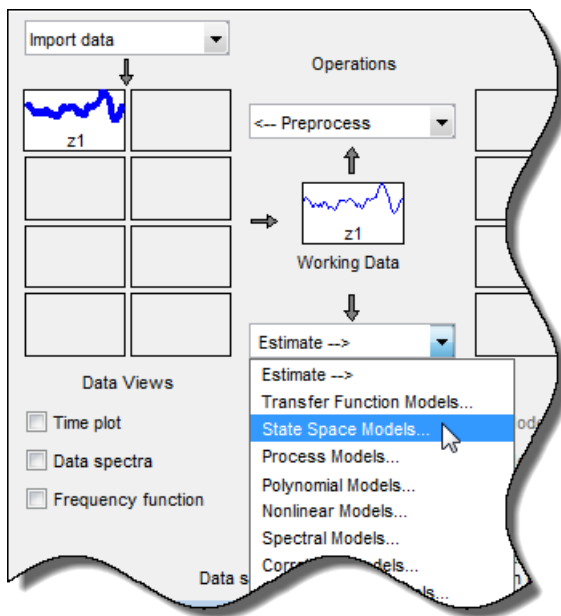 Import data
Operations
z1
<-- Preprocess
z1
Working Data
Estimate -->
Data Views
Time plot
Data spectra
Frequency function
Estimate -->
Transfer Function Models...
State Space Models...
Process Models...
Polynomial Models...
Nonlinear Models...
Spectral Models...